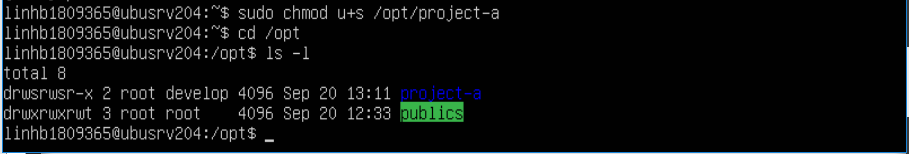 linhb1809365@ubusrv204:~$ sudo chmod u+s /opt/project-a
linhb1809365@ubusrv204:~$ cd /opt
linhb1809365@ubusrv204:/opt$ ls -l
total 8
drwsrwsr-x 2 root develop 4096 Sep 20 13:11 project-a
drwxrwxrwt 3 root root    4096 Sep 20 12:33 publics
linhb1809365@ubusrv204:/opt$ _